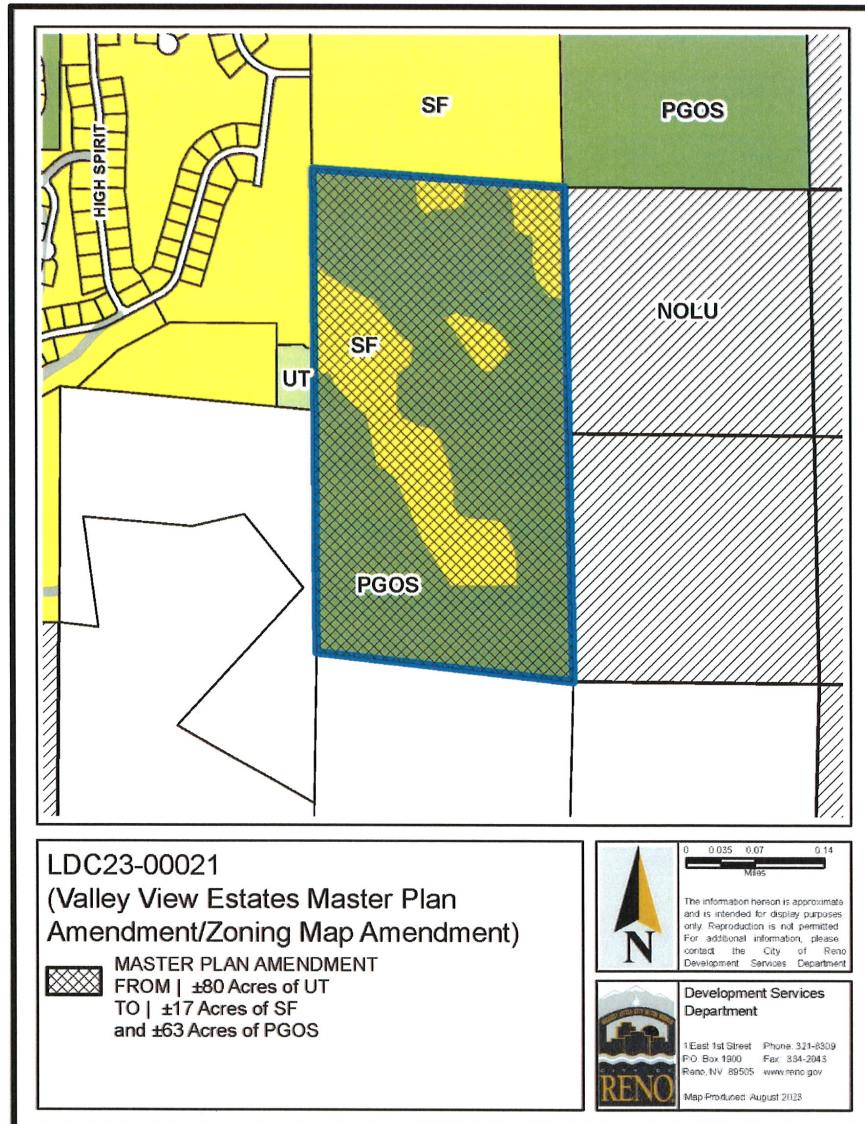 SF
PGOS
HIGH SPIRIT
NOLU
SF
UT
PGOS
LDC23-00021
(Valley View Estates Master Plan
Amendment/Zoning Map Amendment)
MASTER PLAN AMENDMENT
FROM | ±80 Acres of UT
TO | ±17 Acres of SF
and ±63 Acres of PGOS
N
0 0.035 0.07 0.14
Miles
The information hereon is approximate
and is intended for display purposes
only. Reproduction is not permitted.
For additional information, please
contact the City of Reno
Development Services Department
CITY OF
RENO
Development Services
Department
1 East 1st Street Phone: 321-8309
P.O. Box 1900 Fax: 334-2043
Reno, NV 89505 www.reno.gov
Map Produced August 2023